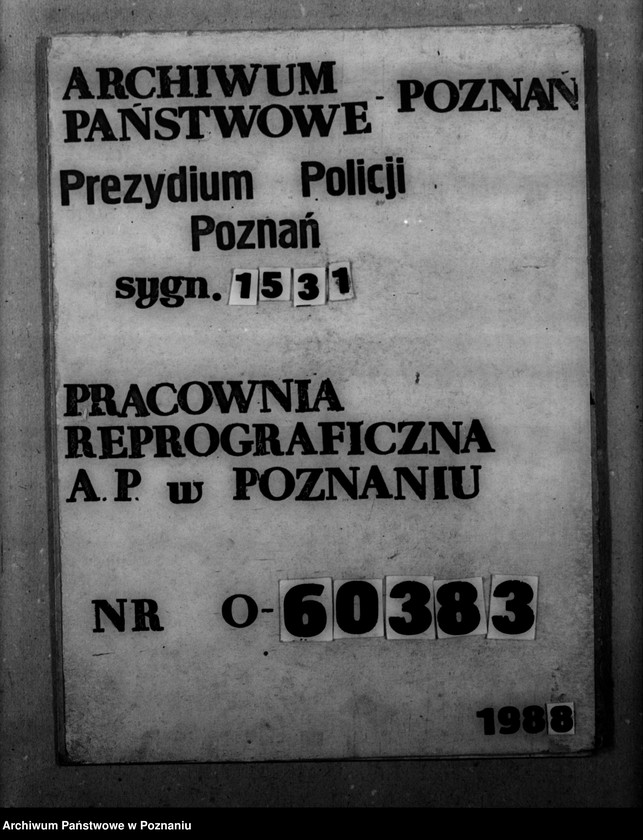 ARCHIWUM
PAŃSTWOWE - POZNAŃ
Prezydium Policji
Poznań
sygn. 1531
PRACOWNIA
REPROGRAFICZNA
A.P. w POZNANIU
NR O-60383
1988
Archiwum Państwowe w Poznaniu